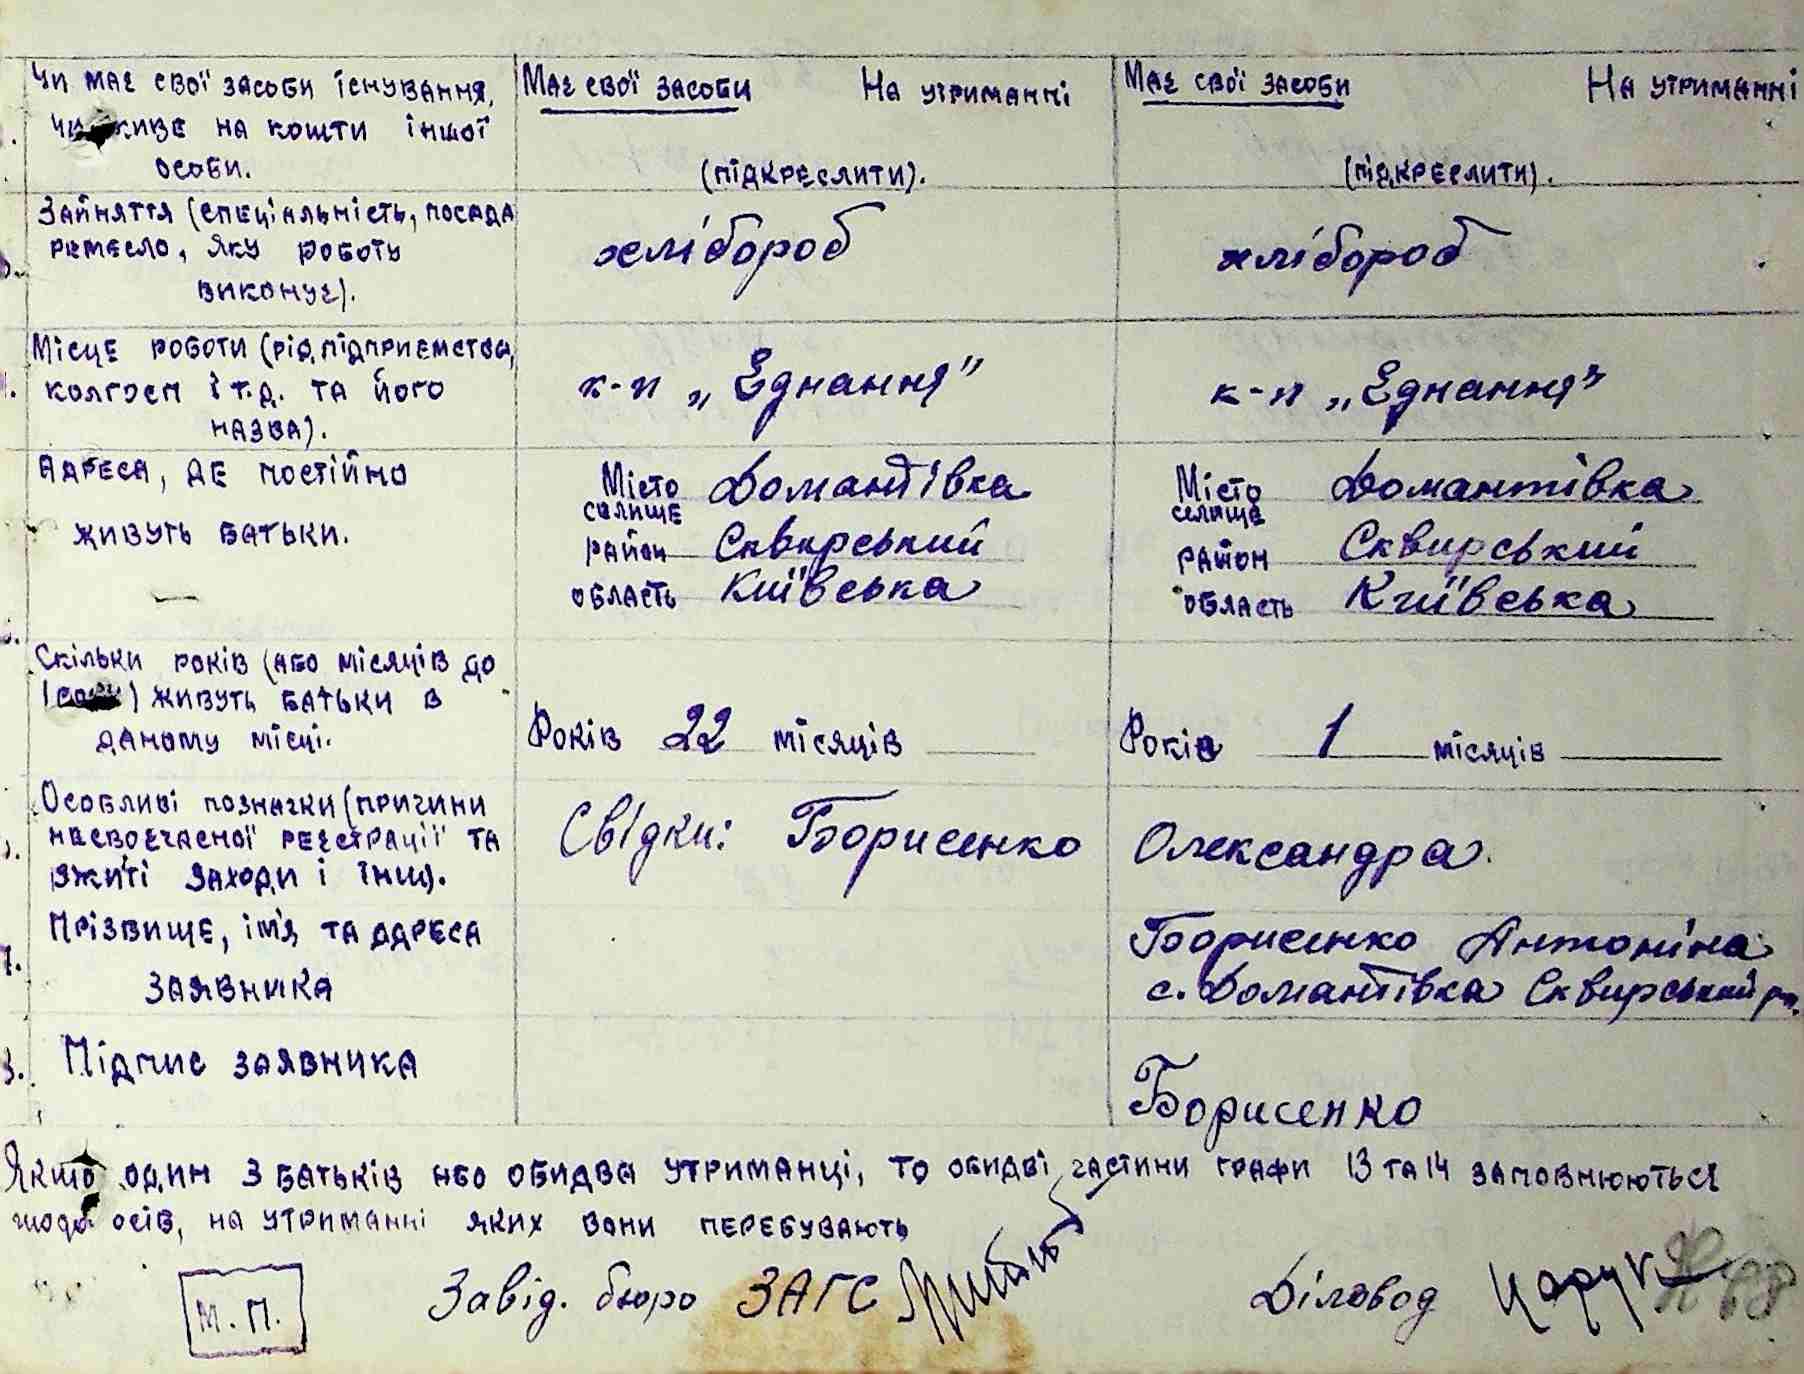 Чи має свої засоби існування, Має свої засоби На утриманні Має свої засоби На утриманні
чи живе на кошти іншої
особи. (підкреслити). (підкреслити).
Зайняття (спеціальність, посада
ремесло, яку роботу хлібороб хлібороб
виконує).
Місце роботи (рід підприємства,
колгосп і т.д. та його к-п „Єднання" к-п „Єднання"
назва).
Адреса, де постійно Місто Домантівка Місто Домантівка
селище селище
живуть батьки. район Сквирський район Сквирський
область Київська область Київська
Скільки років (або місяців до
1 року) живуть батьки в
даному місці. Років 22 місяців Років 1 місяців
Особливі позначки (причини
несвоєчасної реєстрації та Свідки: Борисенко Олександра.
вжиті заходи і інш).
Прізвище, ім'я та адреса Борисенко Антоніна
заявника с. Домантівка Сквирський рн.
Підпис заявника
Борисенко
Якщо один з батьків або обидва утриманці, то обидві частини графи 13 та 14 заповнюються
щодо осів, на утриманні яких вони перебувають
М.П. Завід. бюро ЗАГС Діловод Царук